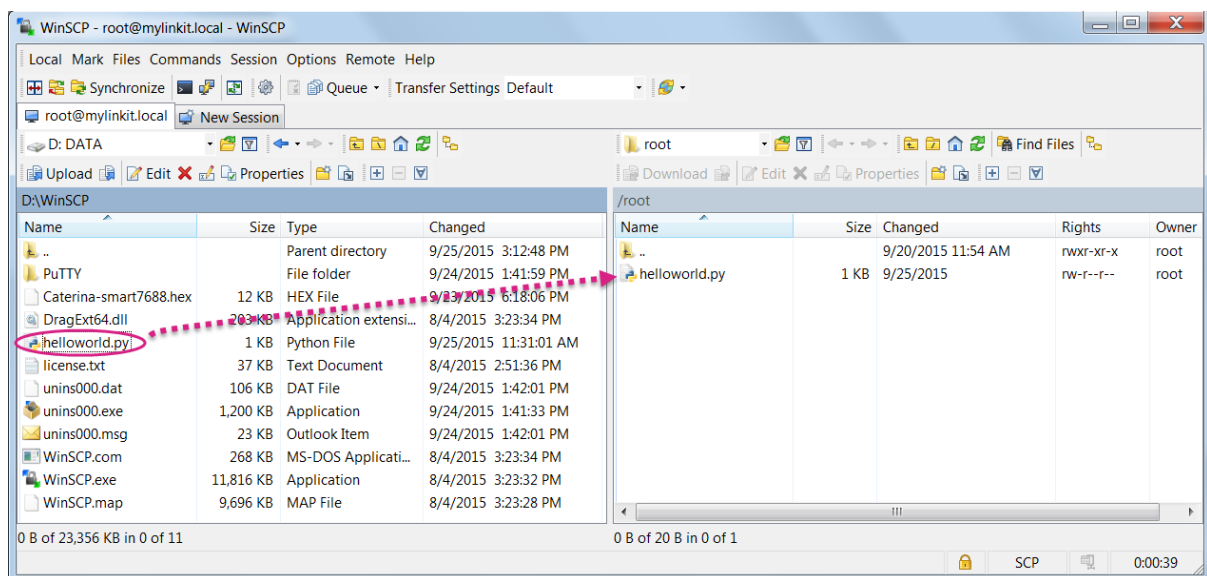 WinSCP - root@mylinkit.local - WinSCP
Local Mark Files Commands Session Options Remote Help
Synchronize Queue Transfer Settings Default
root@mylinkit.local New Session
D: DATA root Find Files
Upload Edit Properties Download Edit Properties
D:\WinSCP /root
Name Size Type Changed Name Size Changed Rights Owner
.. Parent directory 9/25/2015 3:12:48 PM .. 9/20/2015 11:54 AM rwxr-xr-x root
PuTTY File folder 9/24/2015 1:41:59 PM helloworld.py 1 KB 9/25/2015 rw-r--r-- root
Caterina-smart7688.hex 12 KB HEX File 9/23/2015 6:18:06 PM
DragExt64.dll 203 KB Application extensi... 8/4/2015 3:23:34 PM
helloworld.py 1 KB Python File 9/25/2015 11:31:01 AM
license.txt 37 KB Text Document 8/4/2015 2:51:36 PM
unins000.dat 106 KB DAT File 9/24/2015 1:42:01 PM
unins000.exe 1,200 KB Application 9/24/2015 1:41:33 PM
unins000.msg 23 KB Outlook Item 9/24/2015 1:42:01 PM
WinSCP.com 268 KB MS-DOS Applicati... 8/4/2015 3:23:34 PM
WinSCP.exe 11,816 KB Application 8/4/2015 3:23:32 PM
WinSCP.map 9,696 KB MAP File 8/4/2015 3:23:28 PM
0 B of 23,356 KB in 0 of 11 0 B of 20 B in 0 of 1
SCP 0:00:39